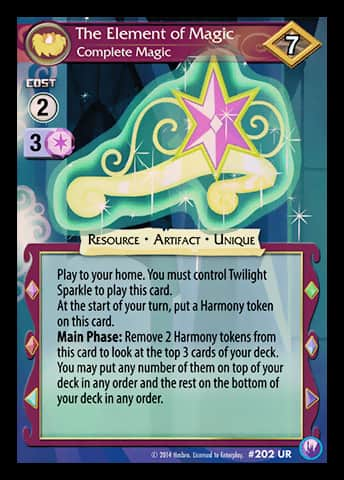 The Element of Magic
Complete Magic
7
COST
2
3
RESOURCE • ARTIFACT • UNIQUE
Play to your home. You must control Twilight
Sparkle to play this card.
At the start of your turn, put a Harmony token
on this card.
Main Phase: Remove 2 Harmony tokens from
this card to look at the top 3 cards of your deck.
You may put any number of them on top of your
deck in any order and the rest on the bottom of
your deck in any order.
© 2014 Hasbro. Licensed to Enterplay. #202 UR